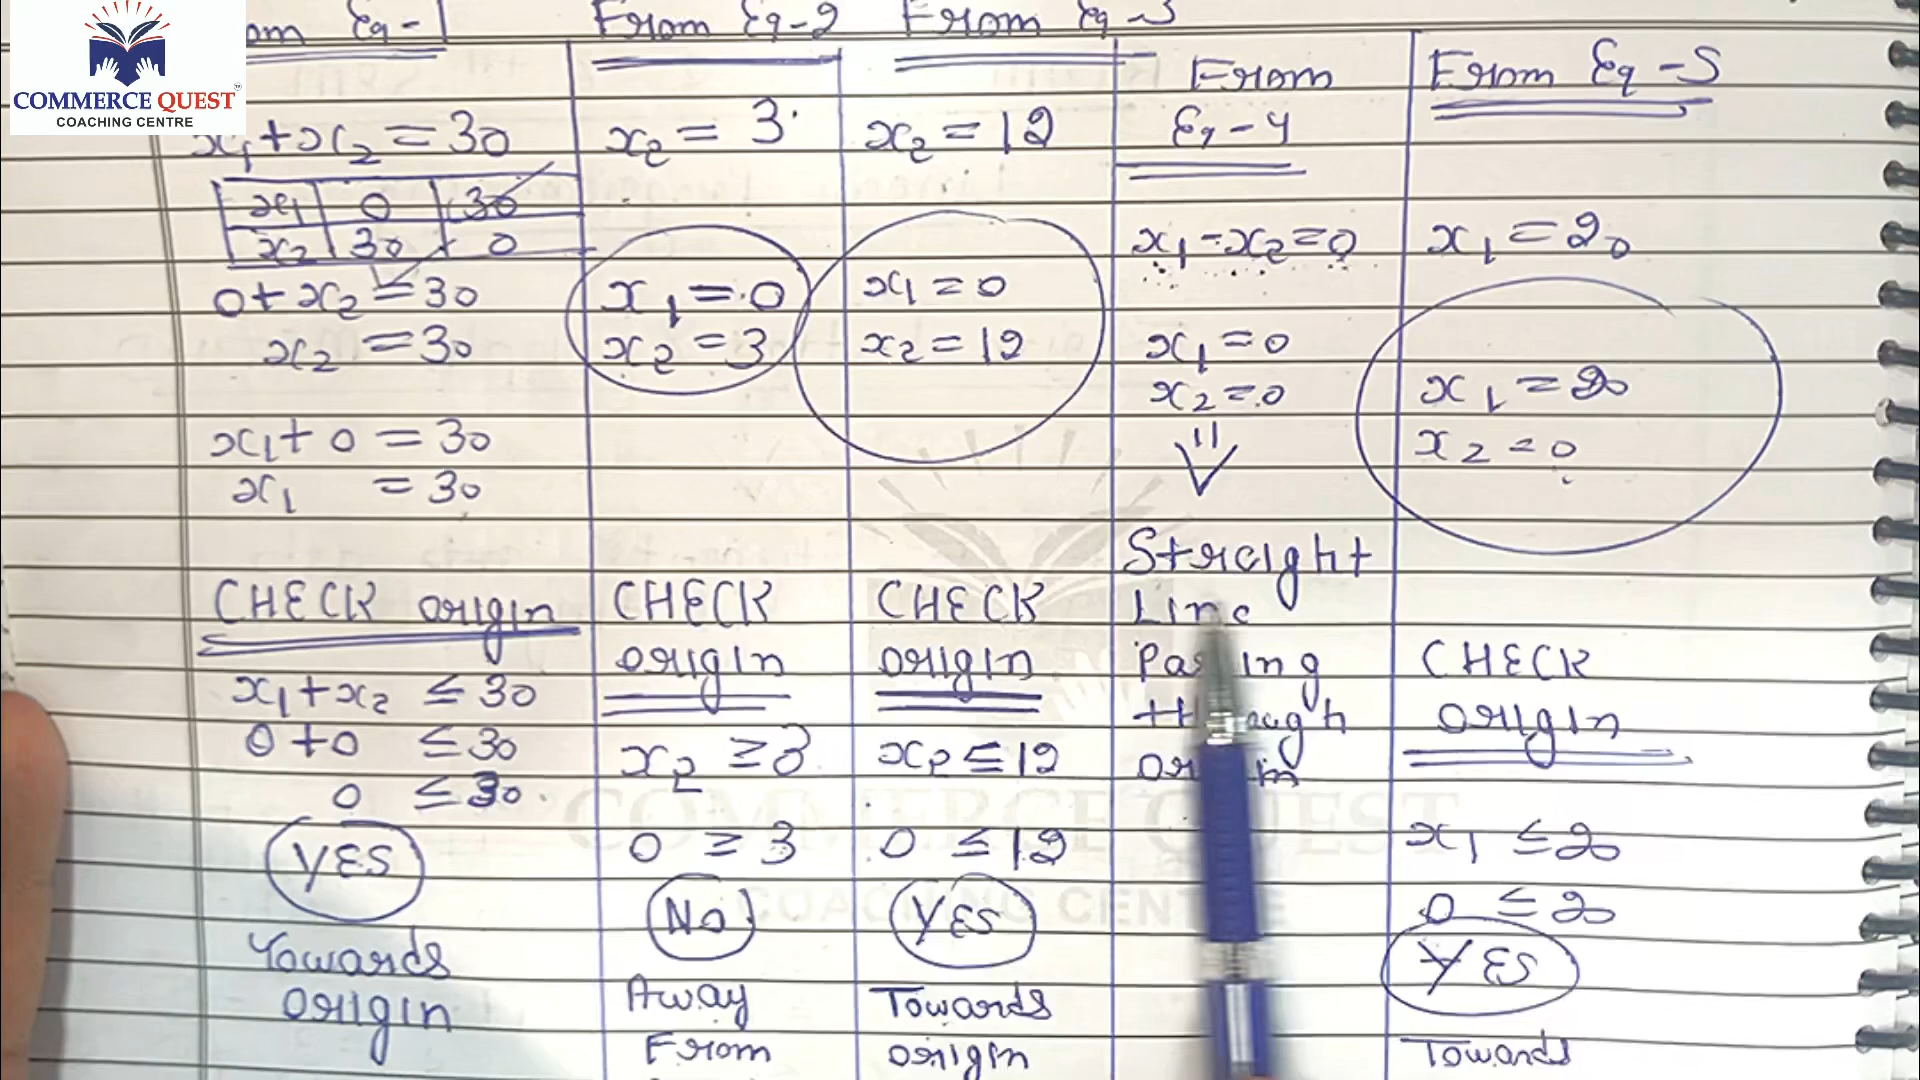 COMMERCE QUEST
COACHING CENTRE
om Eq-1
x1+x2=30
x1 0 30
x2 30 0
0+x2=30
x2=30
x1+0=30
x1 =30
CHECK origin
x1+x2 ≤30
0+0 ≤30
0 ≤30
YES
Towards
origin
From Eq-2
x2=3
x1=0
x2=3
CHECK
origin
x2≥3
0≥3
No
Away
From
From Eq-3
x2=12
x1=0
x2=12
CHECK
origin
x2≤12
0≤12
YES
Towards
origin
From
Eq-4
x1-x2=0
x1=0
x2=0
Straight
Line
Passing
through
origin
From Eq-5
x1=20
x1=20
x2=0
CHECK
origin
x1≤20
0≤20
YES
Towards
COMMERCE QUEST
COACHING CENTRE